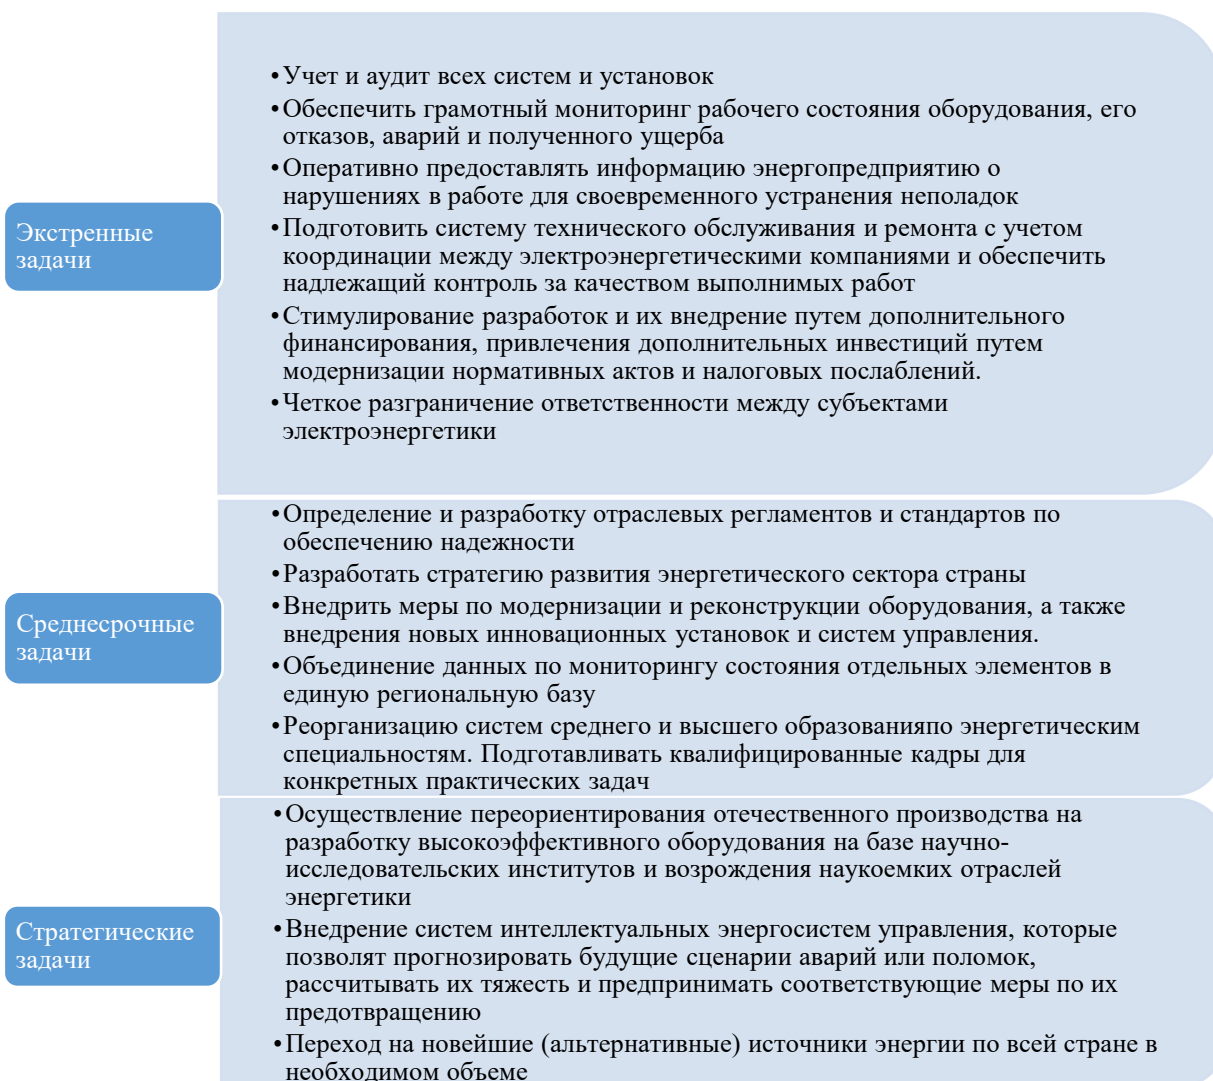 Экстренные
задачи
•Учет и аудит всех систем и установок
•Обеспечить грамотный мониторинг рабочего состояния оборудования, его
отказов, аварий и полученного ущерба
•Оперативно предоставлять информацию энергопредприятию о
нарушениях в работе для своевременного устранения неполадок
•Подготовить систему технического обслуживания и ремонта с учетом
координации между электроэнергетическими компаниями и обеспечить
надлежащий контроль за качеством выполнимых работ
•Стимулирование разработок и их внедрение путем дополнительного
финансирования, привлечения дополнительных инвестиций путем
модернизации нормативных актов и налоговых послаблений.
•Четкое разграничение ответственности между субъектами
электроэнергетики
Среднесрочные
задачи
•Определение и разработку отраслевых регламентов и стандартов по
обеспечению надежности
•Разработать стратегию развития энергетического сектора страны
•Внедрить меры по модернизации и реконструкции оборудования, а также
внедрения новых инновационных установок и систем управления.
•Объединение данных по мониторингу состояния отдельных элементов в
единую региональную базу
•Реорганизацию систем среднего и высшего образованияпо энергетическим
специальностям. Подготавливать квалифицированные кадры для
конкретных практических задач
Стратегические
задачи
•Осуществление переориентирования отечественного производства на
разработку высокоэффективного оборудования на базе научно-
исследовательских институтов и возрождения наукоемких отраслей
энергетики
•Внедрение систем интеллектуальных энергосистем управления, которые
позволят прогнозировать будущие сценарии аварий или поломок,
рассчитывать их тяжесть и предпринимать соответствующие меры по их
предотвращению
•Переход на новейшие (альтернативные) источники энергии по всей стране в
необходимом объеме